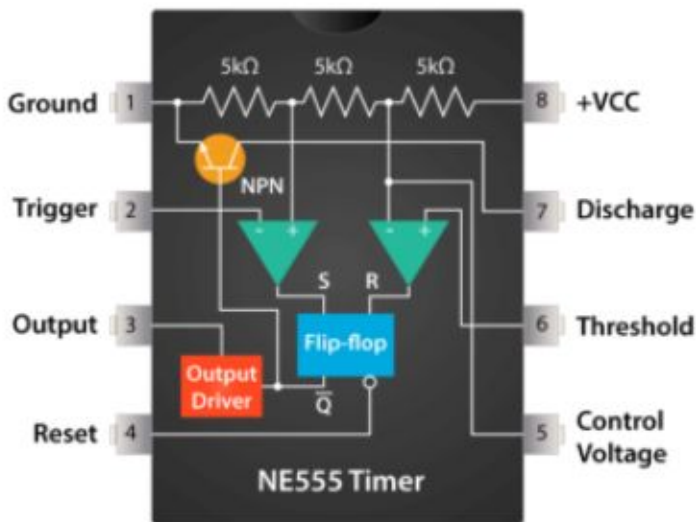 5kΩ 5kΩ 5kΩ
Ground 1 8 +VCC
NPN
Trigger 2 - + - + 7 Discharge
S R
Output 3 Flip-flop 6 Threshold
Output
Driver
Q̅
Reset 4 5 Control
Voltage
NE555 Timer